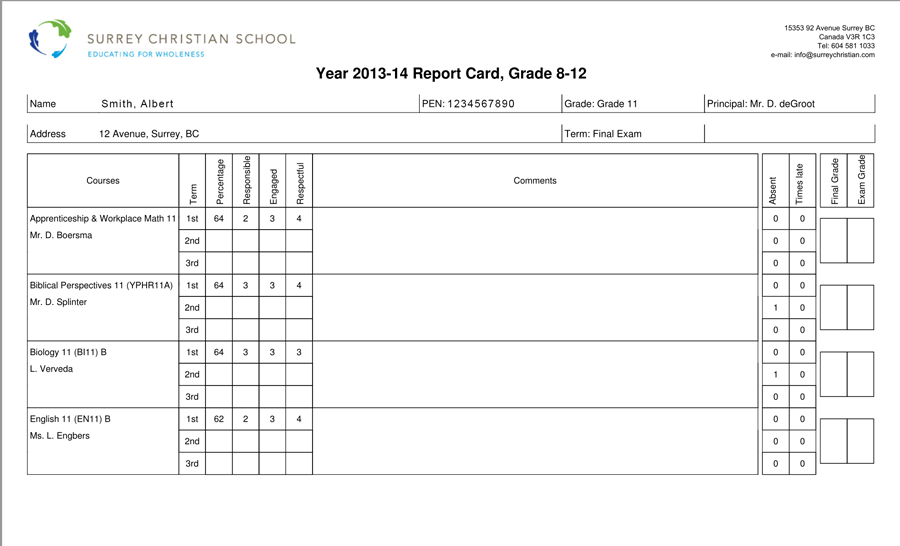 SURREY CHRISTIAN SCHOOL
EDUCATING FOR WHOLENESS
15353 92 Avenue Surrey BC
Canada V3R 1C3
Tel: 604 581 1033
e-mail: info@surreychristian.com
Year 2013-14 Report Card, Grade 8-12
Name Smith, Albert PEN: 1234567890 Grade: Grade 11 Principal: Mr. D. deGroot
Address 12 Avenue, Surrey, BC Term: Final Exam
Courses Term Percentage Responsible Engaged Respectful Comments Absent Times late Final Grade Exam Grade
Apprenticeship & Workplace Math 11 1st 64 2 3 4 0 0
Mr. D. Boersma
2nd 0 0
3rd 0 0
Biblical Perspectives 11 (YPHR11A) 1st 64 3 3 4 0 0
Mr. D. Splinter
2nd 1 0
3rd 0 0
Biology 11 (BI11) B 1st 64 3 3 3 0 0
L. Verveda
2nd 1 0
3rd 0 0
English 11 (EN11) B 1st 62 2 3 4 0 0
Ms. L. Engbers
2nd 0 0
3rd 0 0